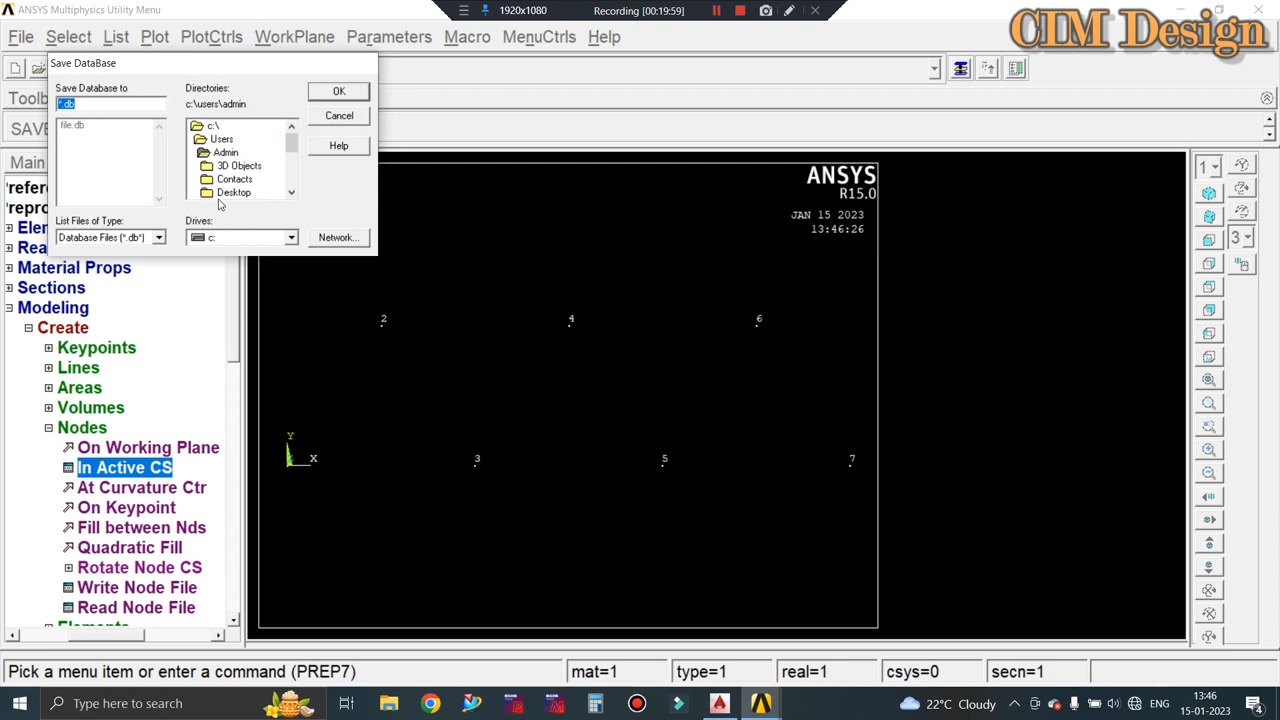 ANSYS Multiphysics Utility Menu
1920x1080
Recording [00:19:59]
CIM Design
File Select List Plot PlotCtrls WorkPlane Parameters Macro MenuCtrls Help
Save DataBase
Save Database to
*.db
file.db
List Files of Type:
Database Files (*.db*)
Directories:
c:\users\admin
c:\
Users
Admin
3D Objects
Contacts
Desktop
Drives:
c:
OK
Cancel
Help
Network...
Toolb
SAVE
Main
Material Props
Sections
Modeling
Create
Keypoints
Lines
Areas
Volumes
Nodes
On Working Plane
In Active CS
At Curvature Ctr
On Keypoint
Fill between Nds
Quadratic Fill
Rotate Node CS
Write Node File
Read Node File
ANSYS
R15.0
JAN 15 2023
13:46:26
2 4 6
Y
X 3 5 7
1
3
Pick a menu item or enter a command (PREP7)
mat=1
type=1
real=1
csys=0
secn=1
Type here to search
22°C Cloudy
ENG
13:46
15-01-2023
4